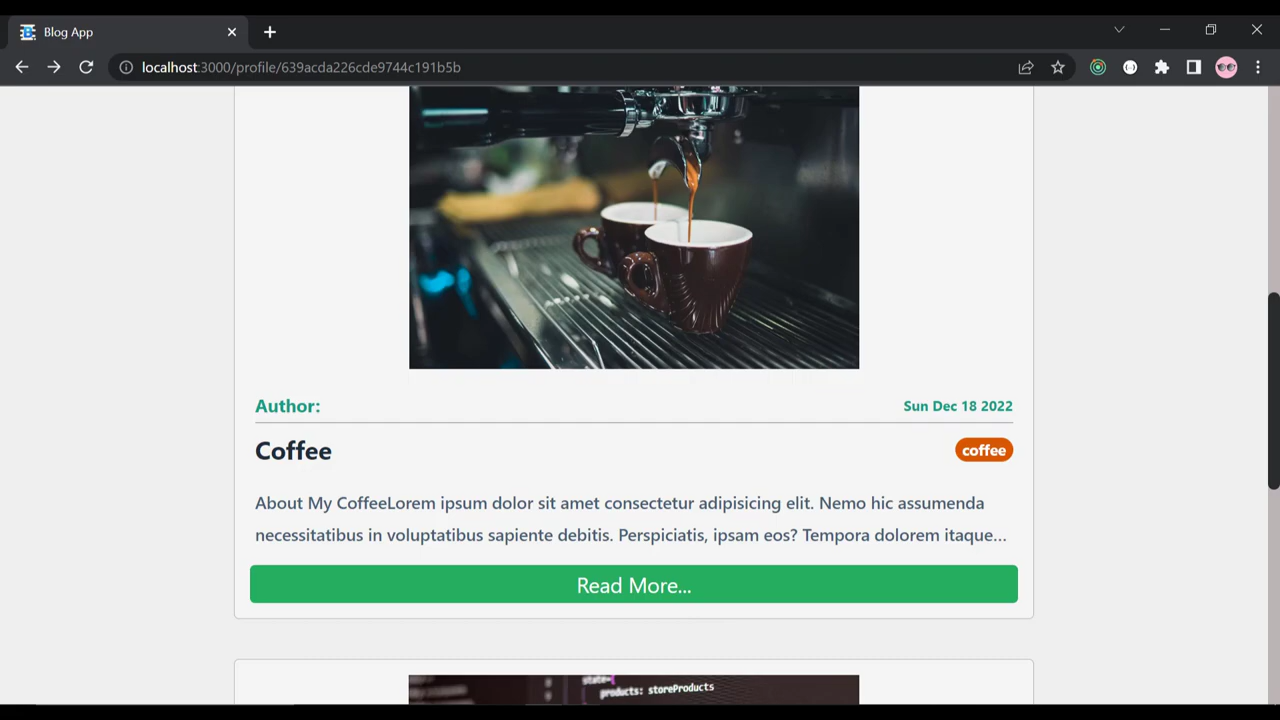 Blog App
localhost:3000/profile/639acda226cde9744c191b5b
Author:
Sun Dec 18 2022
Coffee
coffee
About My CoffeeLorem ipsum dolor sit amet consectetur adipisicing elit. Nemo hic assumenda
necessitatibus in voluptatibus sapiente debitis. Perspiciatis, ipsam eos? Tempora dolorem itaque...
Read More...
state={
products: storeProducts